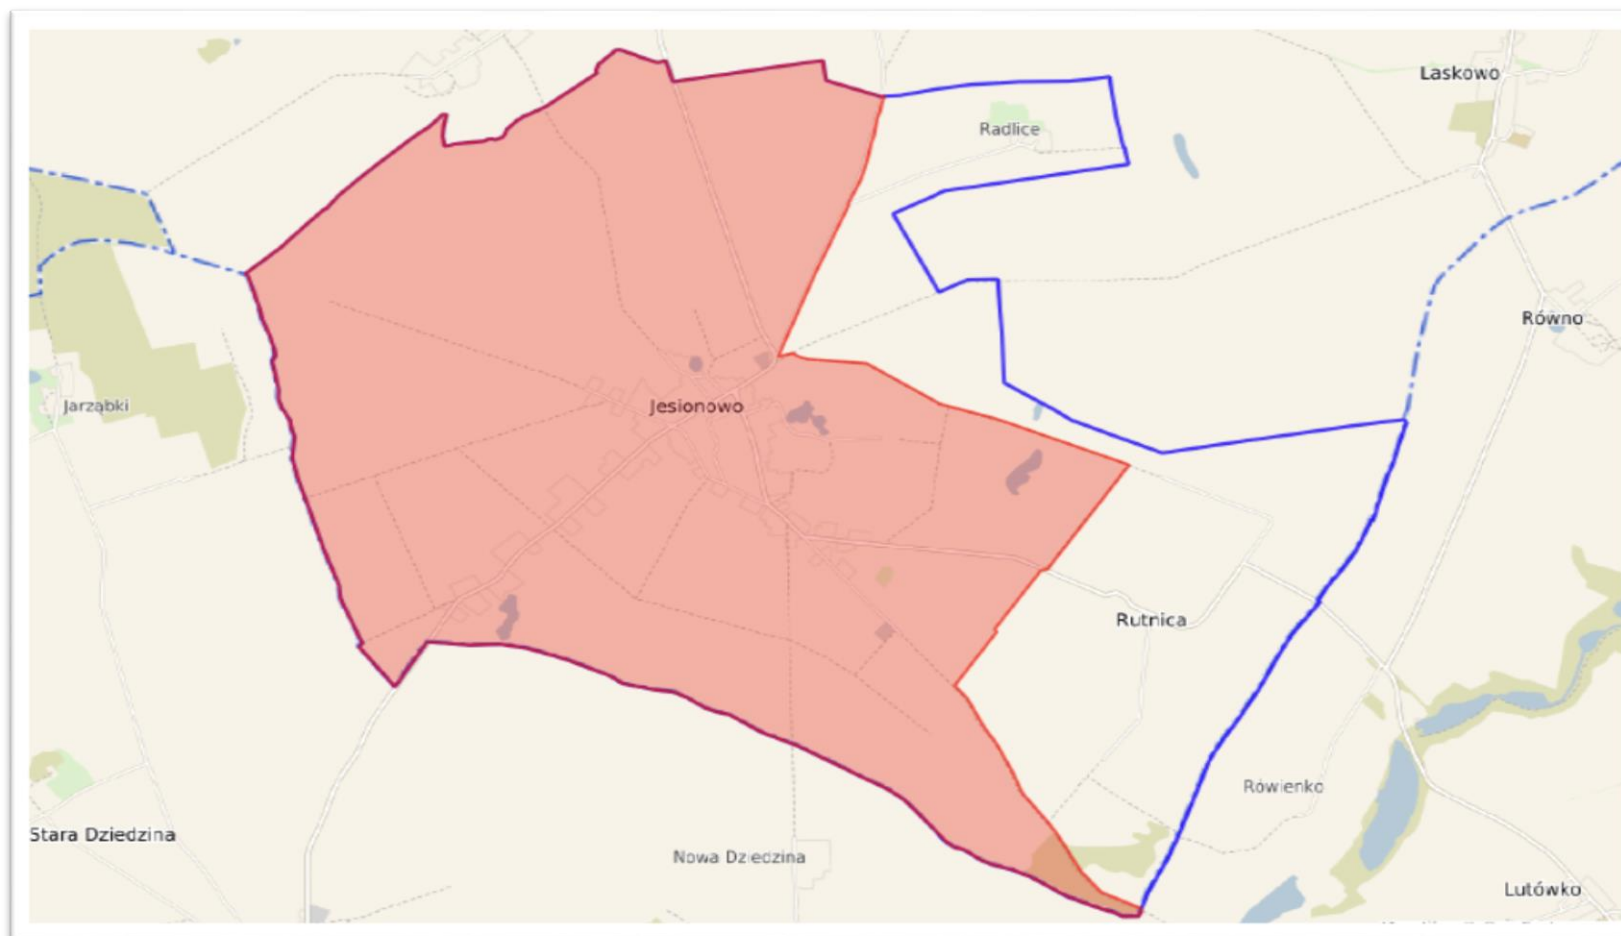 Laskowo
Radlice
Równo
Jarząbki
Jesionowo
Rutnica
Rówienko
Stara Dziedzina
Nowa Dziedzina
Lutówko